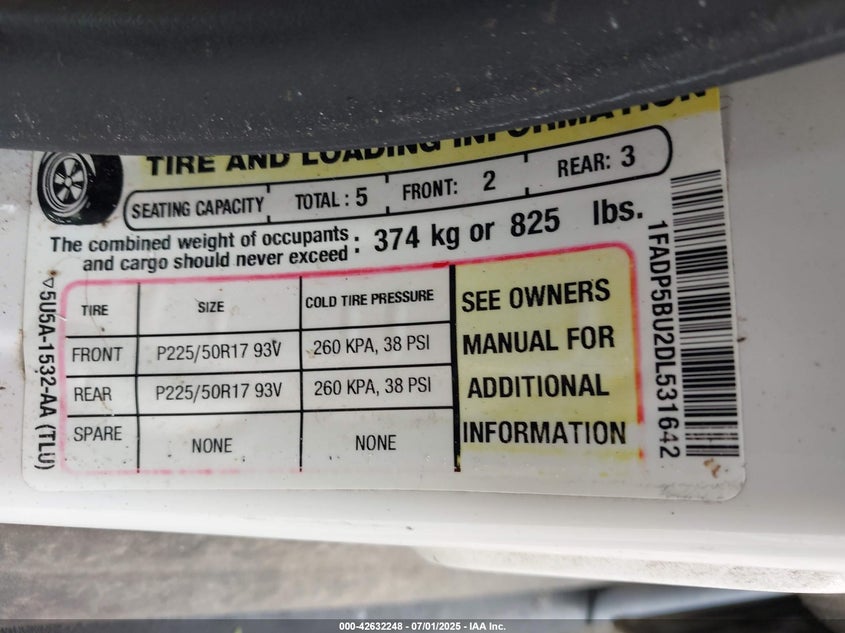 TIRE AND LOADING INFORMATION
SEATING CAPACITY TOTAL : 5 FRONT: 2 REAR: 3
The combined weight of occupants
and cargo should never exceed : 374 kg or 825 lbs.
TIRE SIZE COLD TIRE PRESSURE
FRONT P225/50R17 93V 260 KPA, 38 PSI
REAR P225/50R17 93V 260 KPA, 38 PSI
SPARE NONE NONE
SEE OWNERS
MANUAL FOR
ADDITIONAL
INFORMATION
5U5A-1532-AA (TLU)
1FADP5BU2DL531642
000-42632248 - 07/01/2025 - IAA Inc.